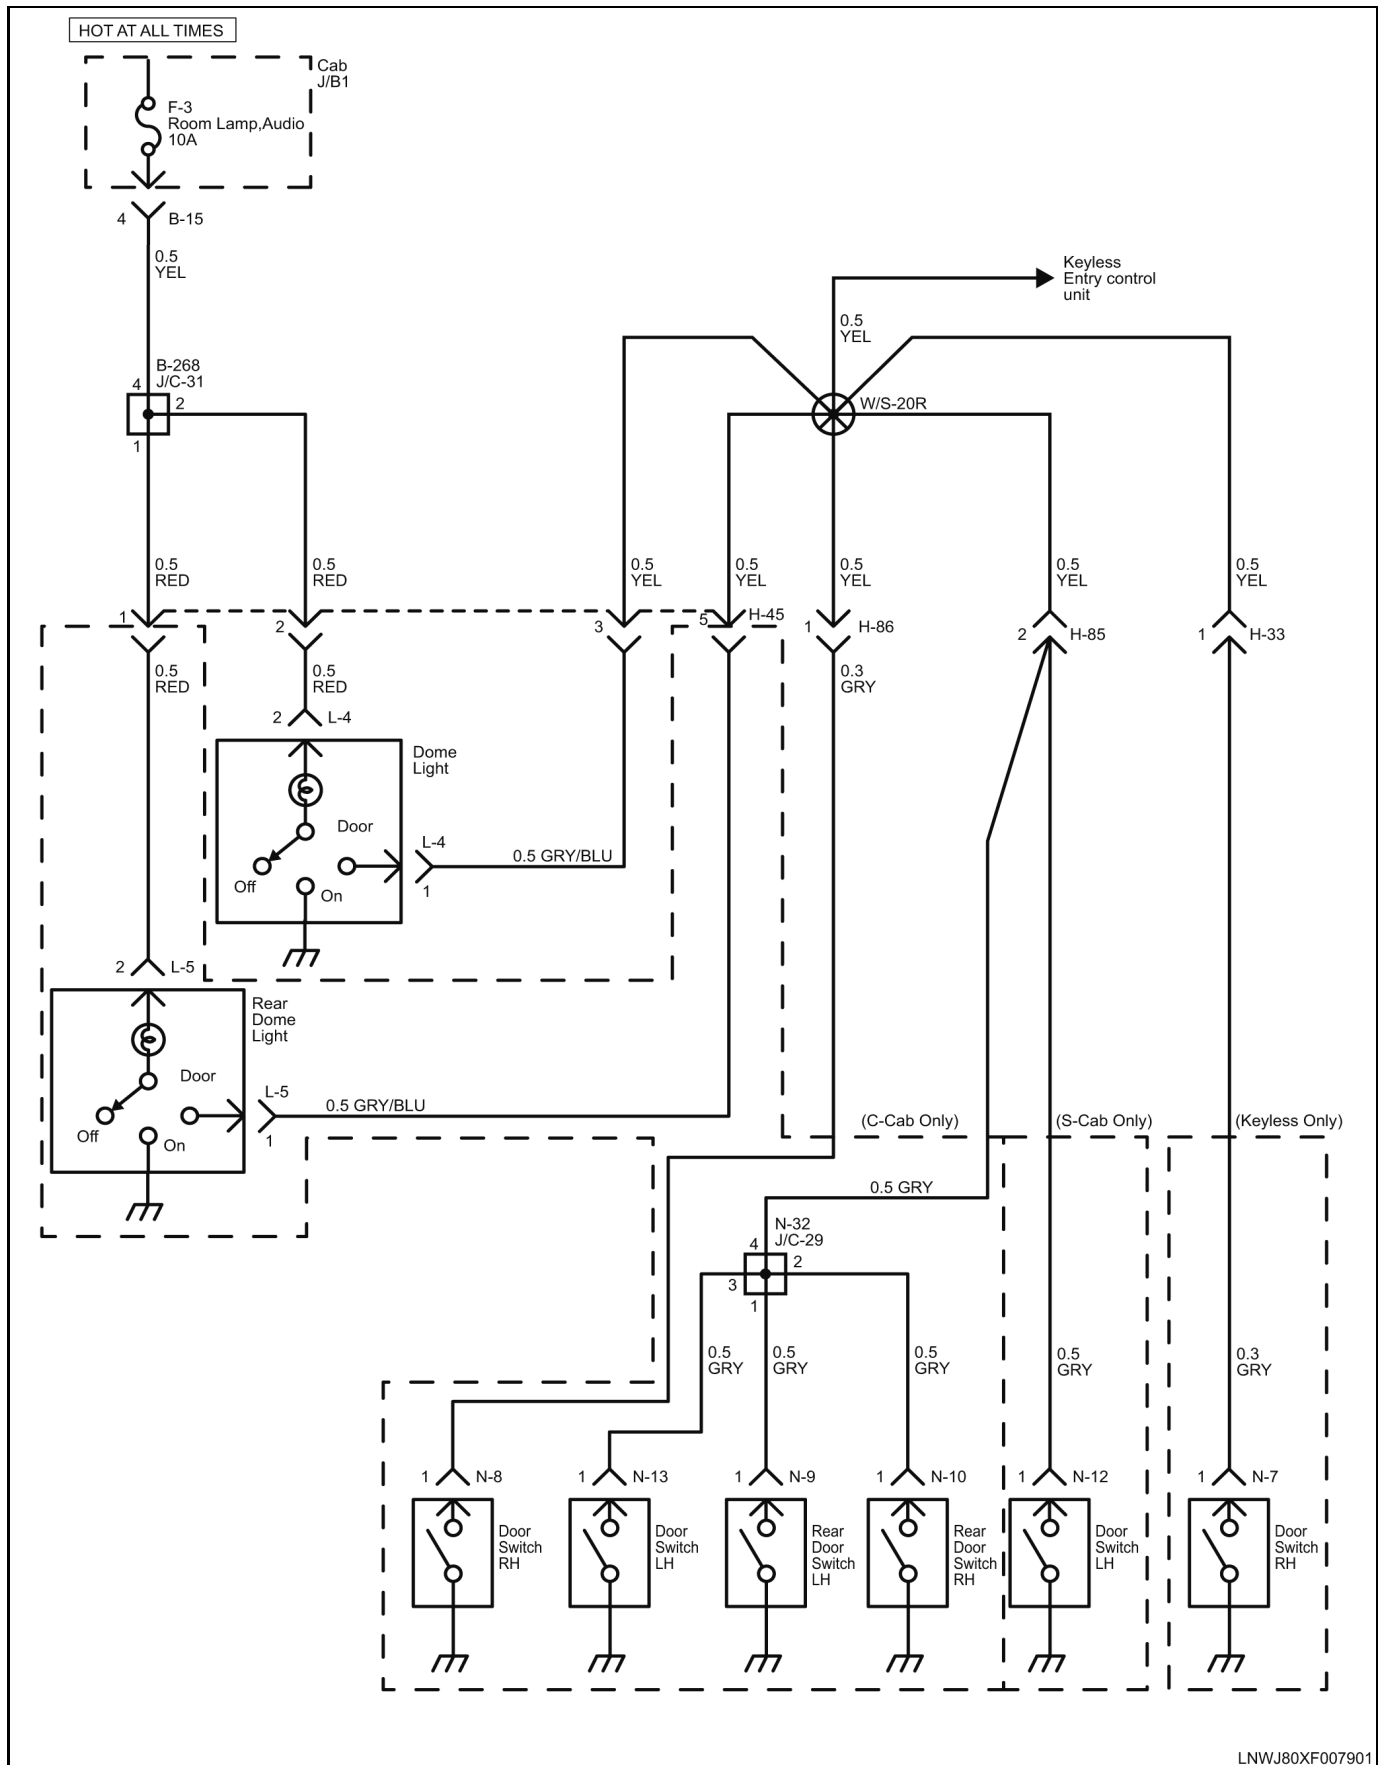 HOT AT ALL TIMES
Cab
J/B1
F-3
Room Lamp,Audio
10A
4
B-15
0.5
YEL
Keyless
Entry control
unit
0.5
YEL
B-268
J/C-31
4
2
1
W/S-20R
0.5
RED
0.5
RED
0.5
YEL
0.5
YEL
0.5
YEL
0.5
YEL
0.5
YEL
1
2
3
5
H-45
1
H-86
2
H-85
1
H-33
0.5
RED
0.5
RED
0.3
GRY
2
L-4
Dome
Light
Door
Off
On
L-4
1
0.5 GRY/BLU
2
L-5
Rear
Dome
Light
Door
Off
On
L-5
1
0.5 GRY/BLU
(C-Cab Only)
(S-Cab Only)
(Keyless Only)
0.5 GRY
N-32
J/C-29
4
2
3
1
0.5
GRY
0.5
GRY
0.5
GRY
0.5
GRY
0.3
GRY
1
N-8
1
N-13
1
N-9
1
N-10
1
N-12
1
N-7
Door
Switch
RH
Door
Switch
LH
Rear
Door
Switch
LH
Rear
Door
Switch
RH
Door
Switch
LH
Door
Switch
RH
LNWJ80XF007901